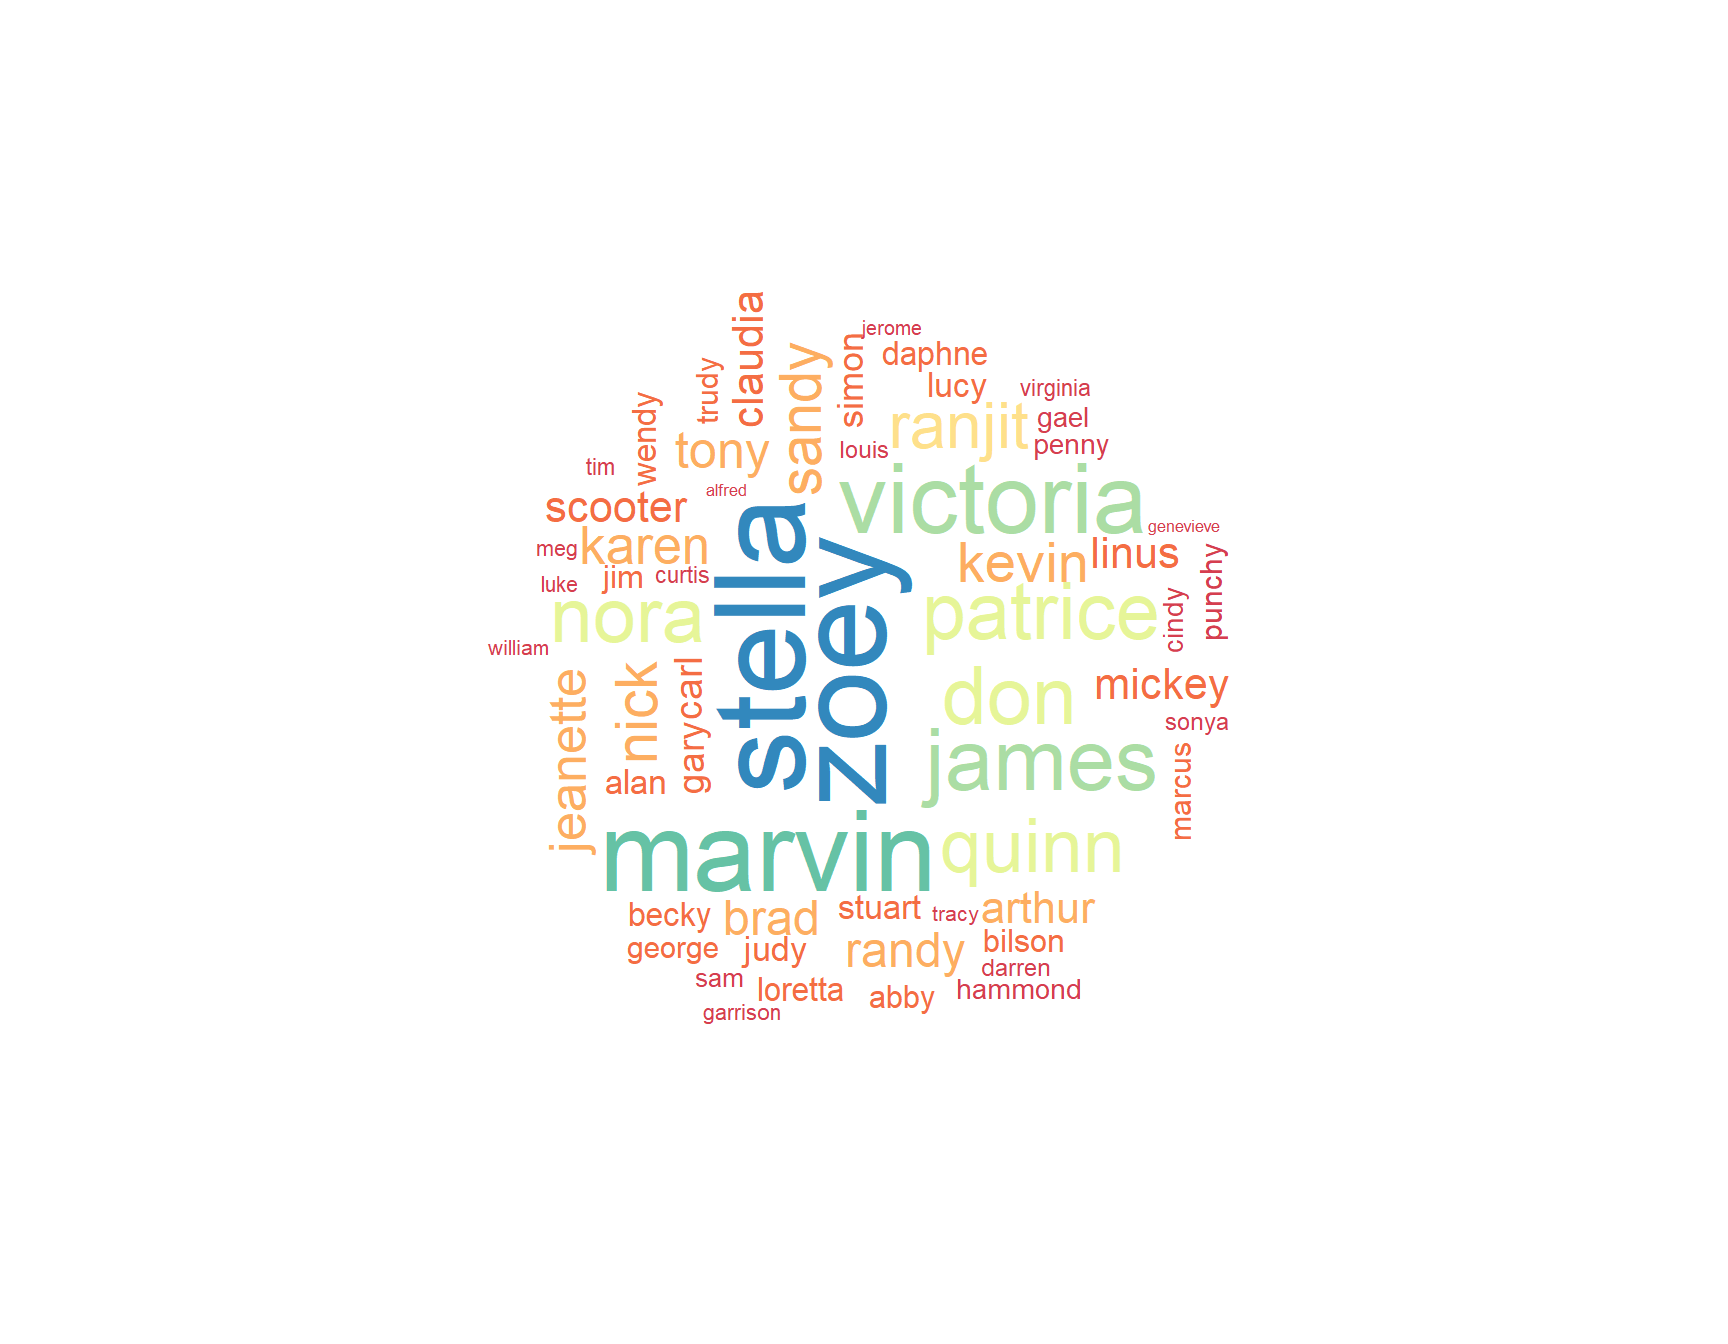 claudia
jerome
simon
daphne
sandy
trudy
lucy
virginia
wendy
ranjit
gael
tony
louis
penny
tim
alfred
victoria
scooter
stella
genevieve
karen
kevin
linus
meg
zoey
punchy
jim
curtis
luke
nora
patrice
cindy
william
nick
garycarl
don
mickey
jeanette
sonya
james
marcus
alan
marvin
quinn
becky
brad
stuart
tracy
arthur
george
judy
randy
bilson
darren
sam
loretta
abby
hammond
garrison